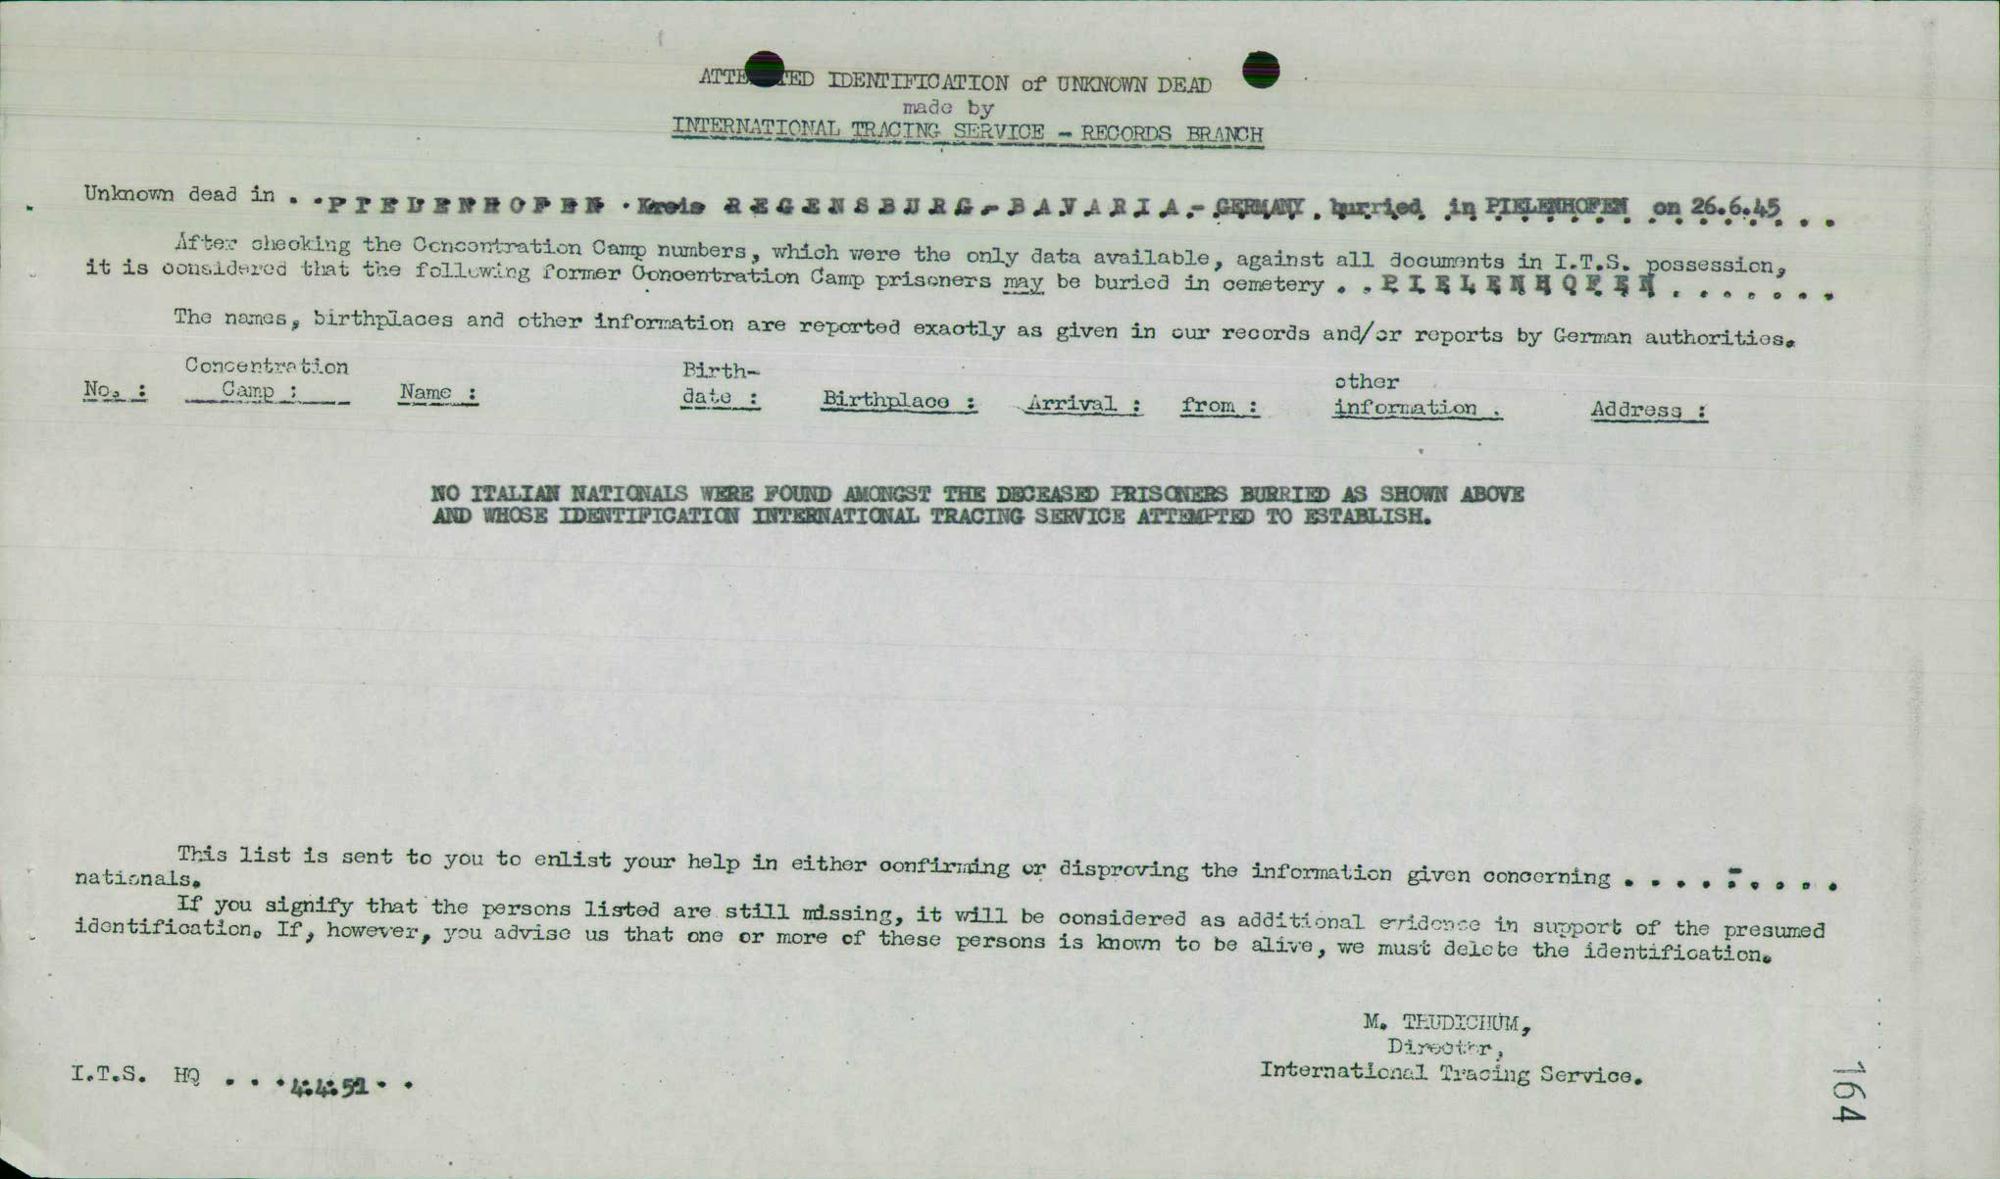 ATTE TED IDENTIFICATION of UNKNOWN DEAD
made by
INTERNATIONAL TRACING SERVICE - RECORDS BRANCH
Unknown dead in . . Kreis REGENSBURG - BAVARIA - GERMANY, burried in PIELENHOFEN on 26.6.45 . .
After checking the Concentration Camp numbers, which were the only data available, against all documents in I.T.S. possession,
it is considered that the following former Concentration Camp prisoners may be buried in cemetery . . PIELENHOFEN . . . . . . .
The names, birthplaces and other information are reported exactly as given in our records and/or reports by German authorities.
No. : Concentration Camp : Name : Birth-date : Birthplace : Arrival : from : other information . Address :
NO ITALIAN NATIONALS WERE FOUND AMONGST THE DECEASED PRISONERS BURRIED AS SHOWN ABOVE
AND WHOSE IDENTIFICATION INTERNATIONAL TRACING SERVICE ATTEMPTED TO ESTABLISH.
This list is sent to you to enlist your help in either confirming or disproving the information given concerning . . . . - . . . .
nationals.
If you signify that the persons listed are still missing, it will be considered as additional evidence in support of the presumed
identification. If, however, you advise us that one or more of these persons is known to be alive, we must delete the identification.
M. THUDICHUM,
Director,
International Tracing Service.
I.T.S. HQ . . . 4.4.51 . .
164